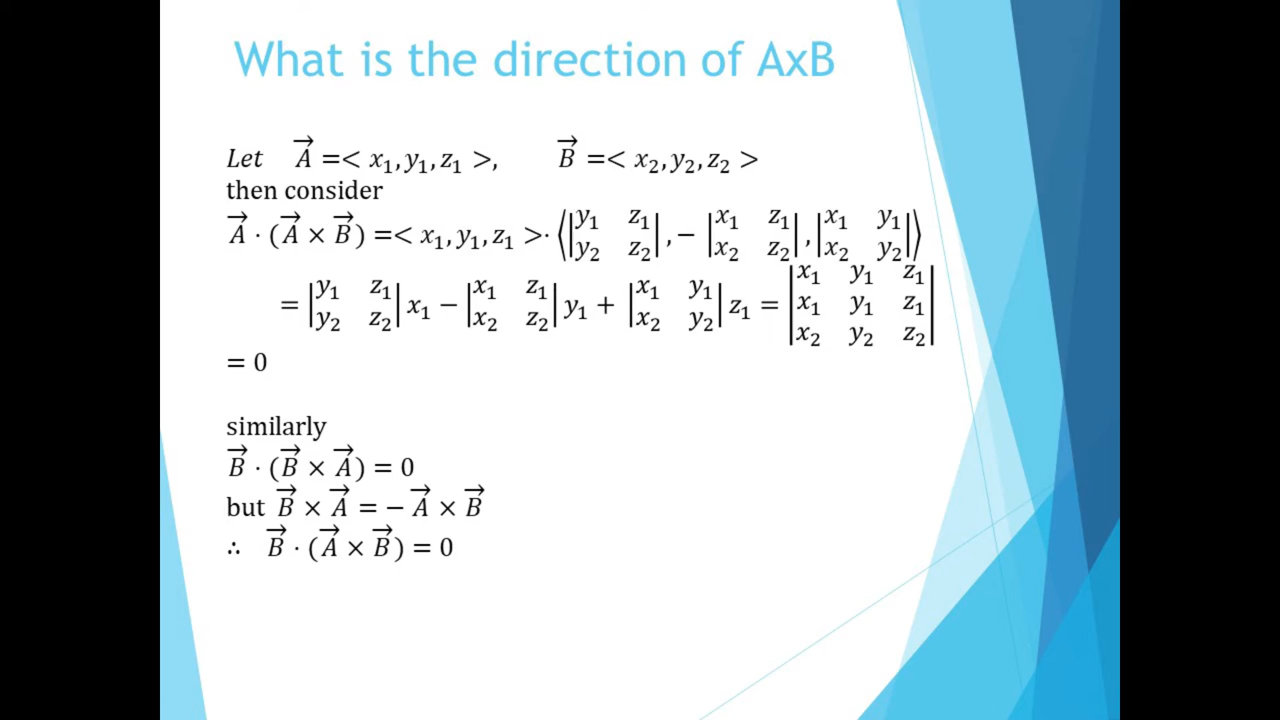 What is the direction of AxB
Let A⃗ =< x₁, y₁, z₁ >, B⃗ =< x₂, y₂, z₂ >
then consider
A⃗ · (A⃗ × B⃗) =< x₁, y₁, z₁ >· ⟨|y₁ z₁; y₂ z₂|, − |x₁ z₁; x₂ z₂|, |x₁ y₁; x₂ y₂|⟩
= |y₁ z₁; y₂ z₂| x₁ − |x₁ z₁; x₂ z₂| y₁ + |x₁ y₁; x₂ y₂| z₁ = |x₁ y₁ z₁; x₁ y₁ z₁; x₂ y₂ z₂|
= 0
similarly
B⃗ · (B⃗ × A⃗) = 0
but B⃗ × A⃗ = − A⃗ × B⃗
∴ B⃗ · (A⃗ × B⃗) = 0